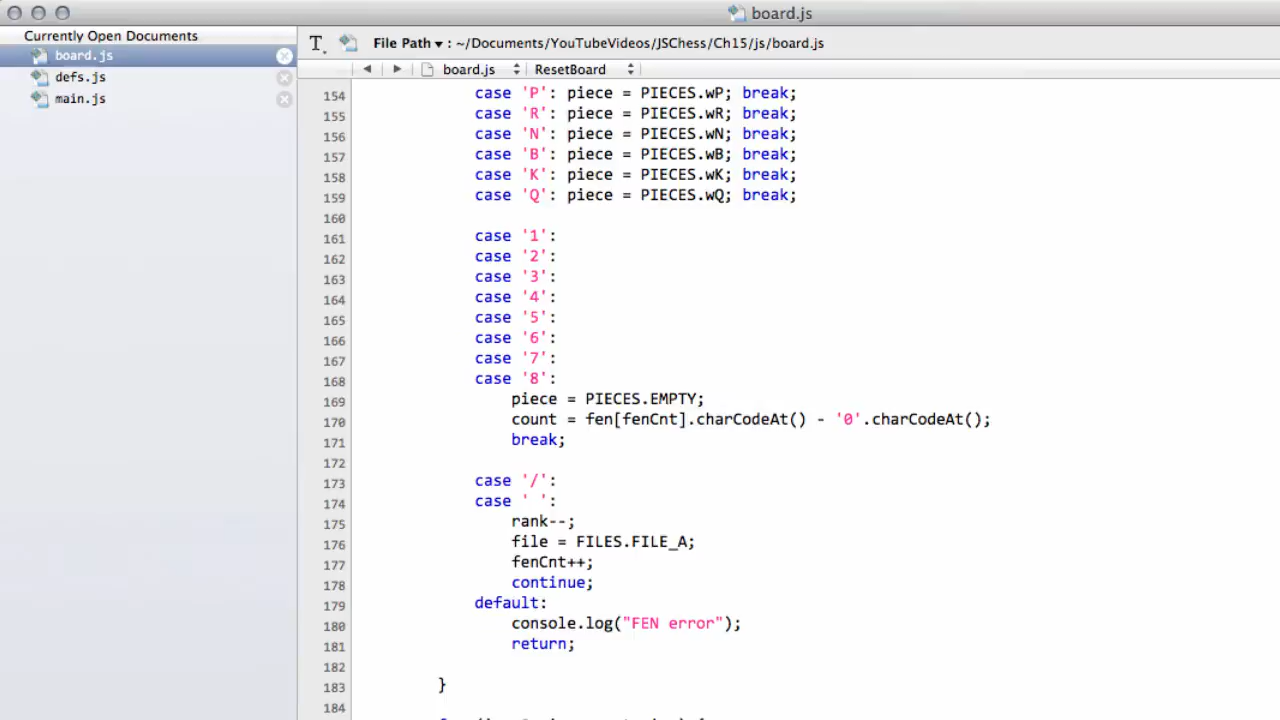 board.js
Currently Open Documents
board.js
defs.js
main.js
T. File Path ▾ : ~/Documents/YouTubeVideos/JSChess/Ch15/js/board.js
◀ ▶ board.js ResetBoard
154 case 'P': piece = PIECES.wP; break;
155 case 'R': piece = PIECES.wR; break;
156 case 'N': piece = PIECES.wN; break;
157 case 'B': piece = PIECES.wB; break;
158 case 'K': piece = PIECES.wK; break;
159 case 'Q': piece = PIECES.wQ; break;
160
161 case '1':
162 case '2':
163 case '3':
164 case '4':
165 case '5':
166 case '6':
167 case '7':
168 case '8':
169 piece = PIECES.EMPTY;
170 count = fen[fenCnt].charCodeAt() - '0'.charCodeAt();
171 break;
172
173 case '/':
174 case ' ':
175 rank--;
176 file = FILES.FILE_A;
177 fenCnt++;
178 continue;
179 default:
180 console.log("FEN error");
181 return;
182
183 }
184